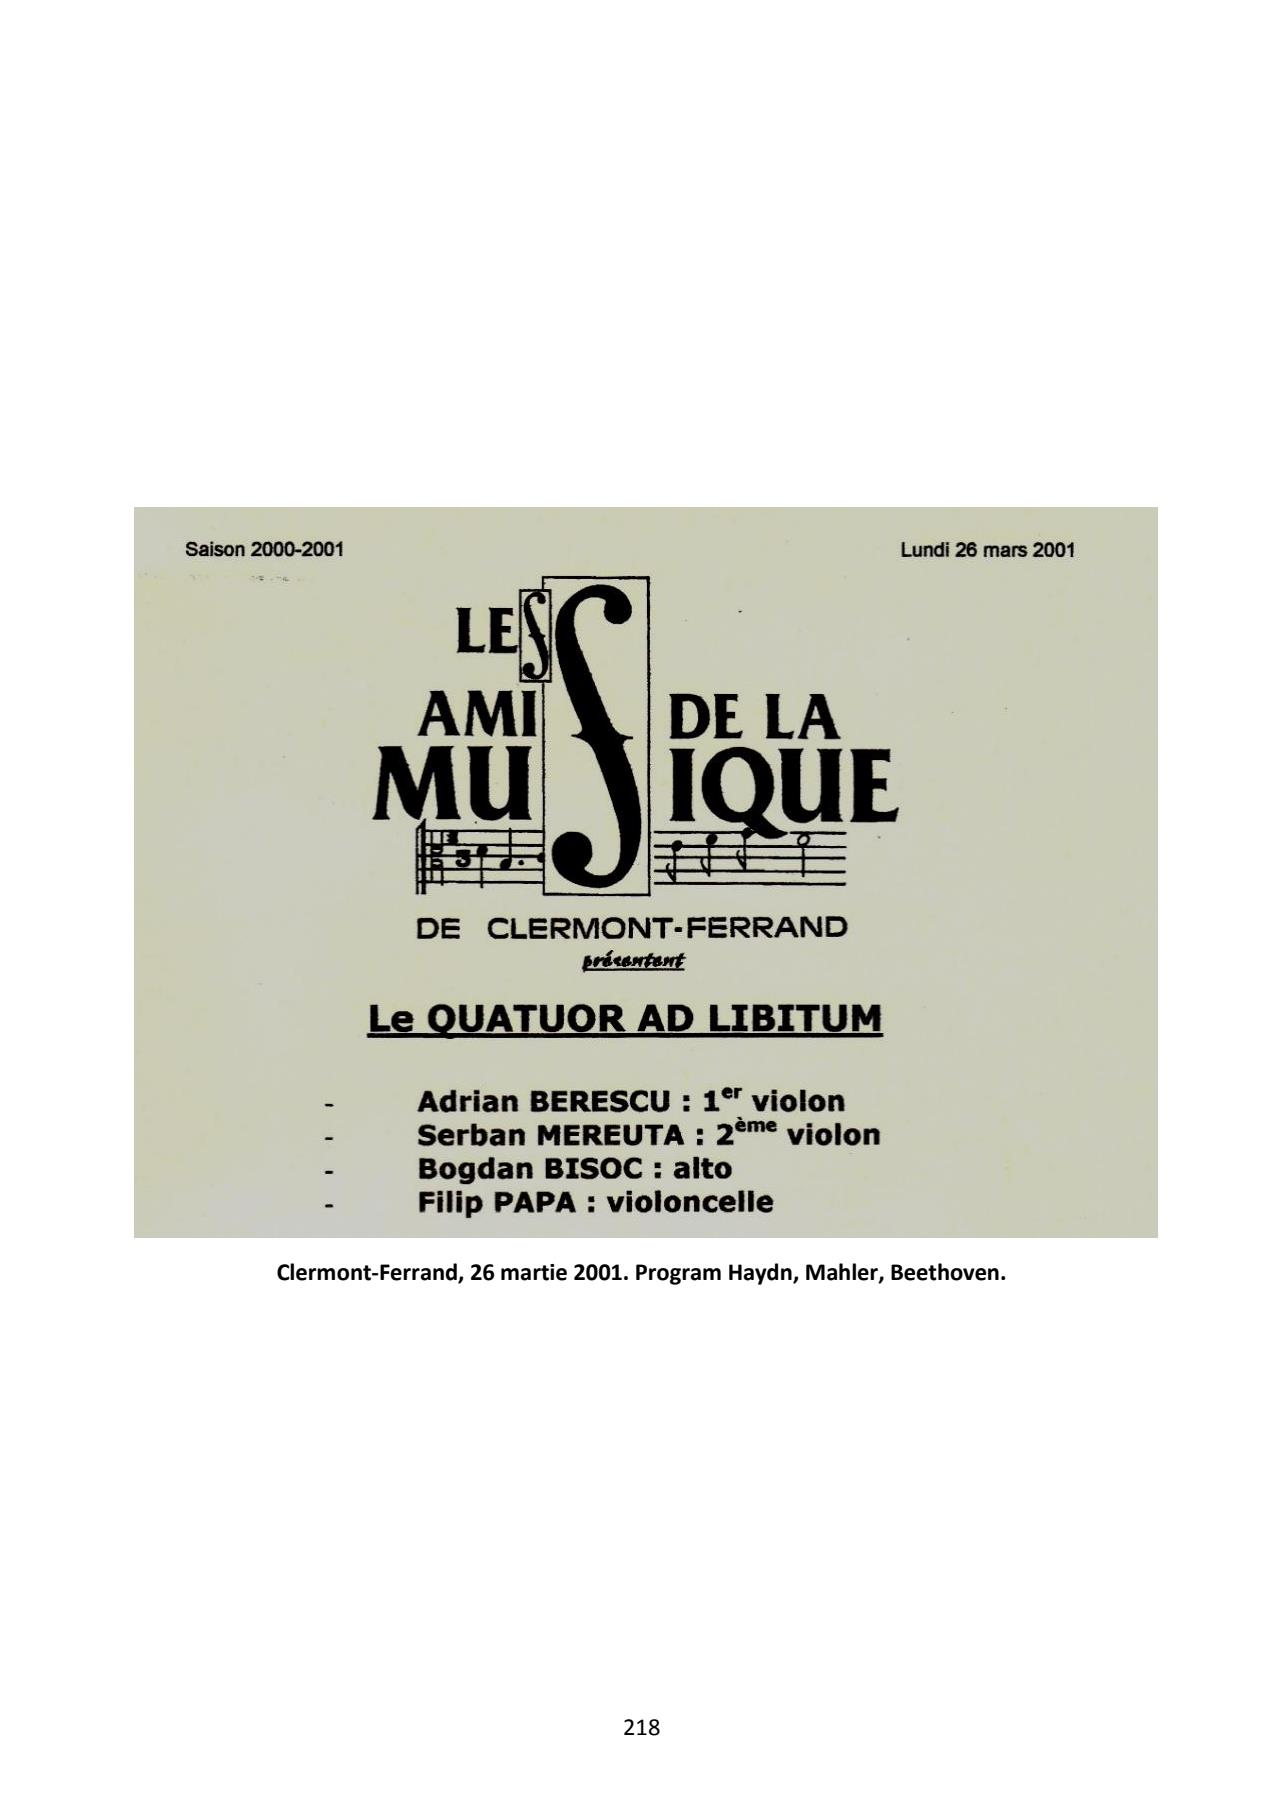 Saison 2000-2001
Lundi 26 mars 2001
LES
AMIS DE LA
MUSIQUE
DE CLERMONT-FERRAND
présentent
Le QUATUOR AD LIBITUM
- Adrian BERESCU : 1er violon
- Serban MEREUTA : 2ème violon
- Bogdan BISOC : alto
- Filip PAPA : violoncelle
Clermont-Ferrand, 26 martie 2001. Program Haydn, Mahler, Beethoven.
218